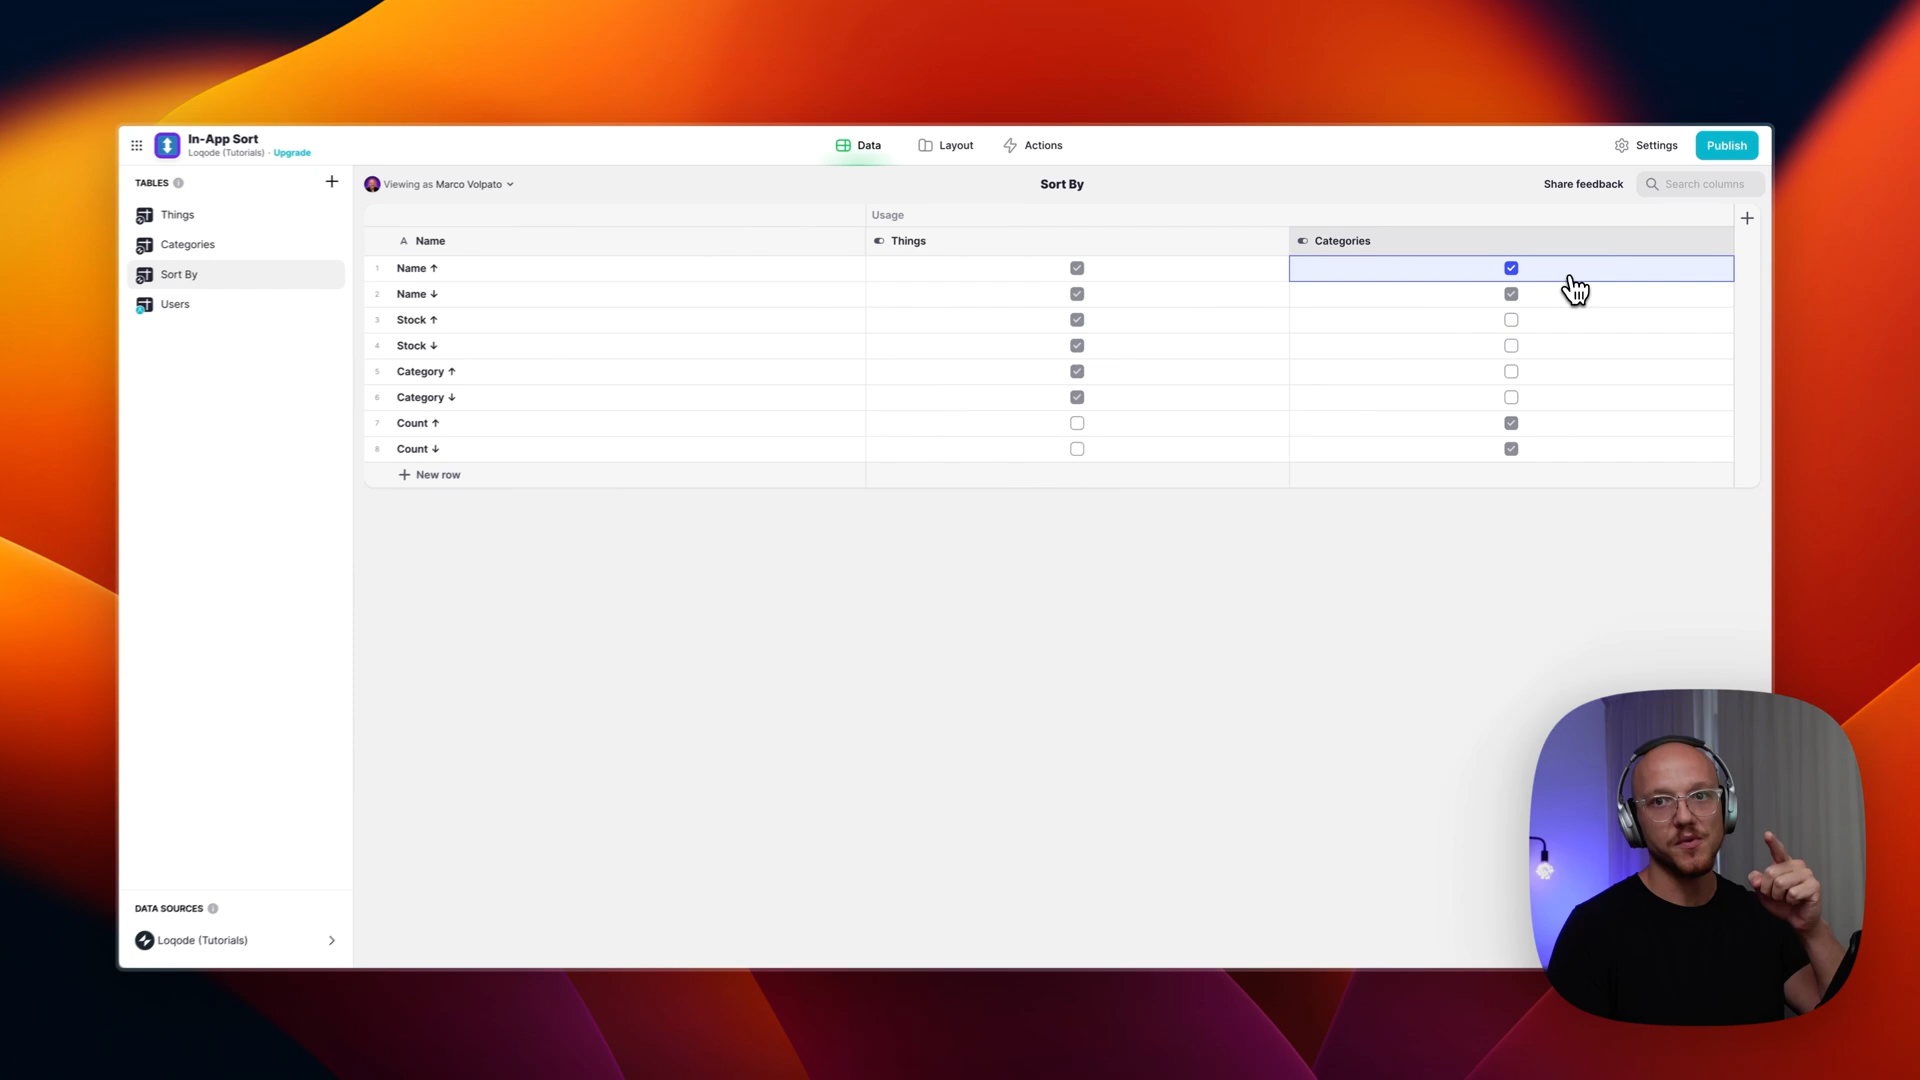 In-App Sort
Loqode (Tutorials) · Upgrade
Data
Layout
Actions
Settings
Publish
TABLES
Things
Categories
Sort By
Users
Viewing as Marco Volpato
Sort By
Share feedback
Search columns
Usage
A Name
Things
Categories
1 Name ↑
2 Name ↓
3 Stock ↑
4 Stock ↓
5 Category ↑
6 Category ↓
7 Count ↑
8 Count ↓
New row
DATA SOURCES
Loqode (Tutorials)